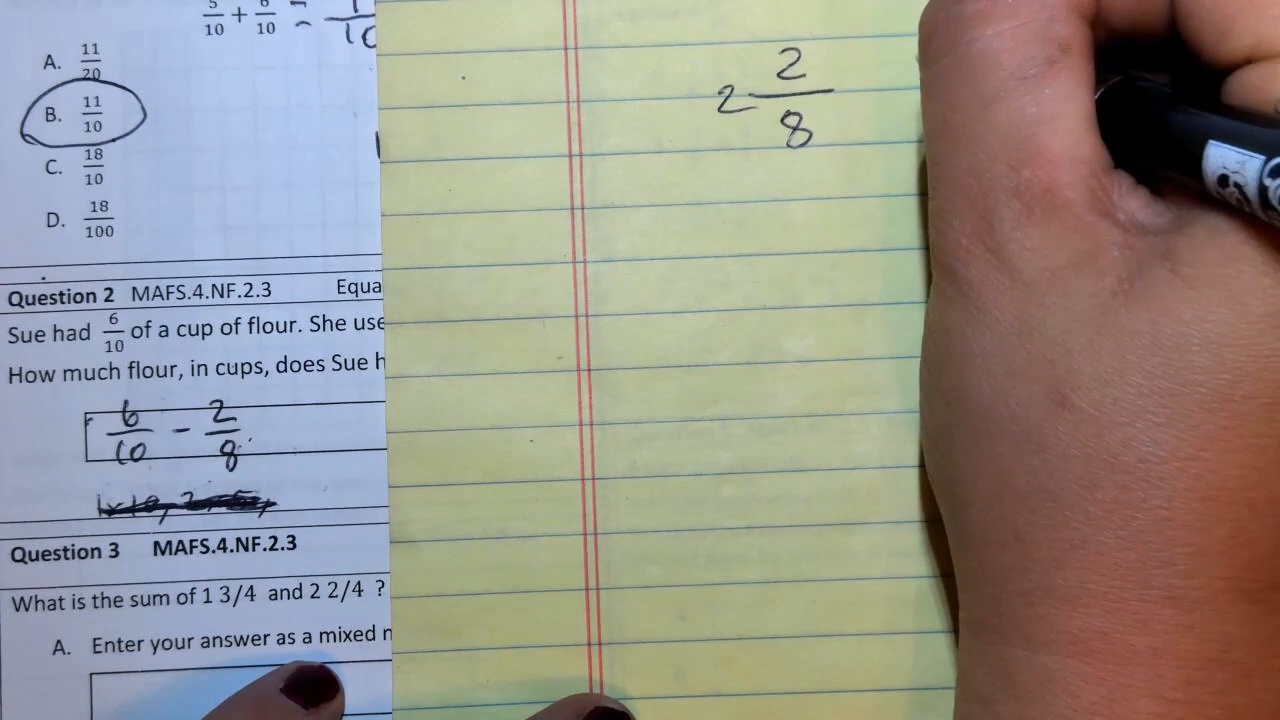 5/10 + 6/10 =
A. 11/20
B. 11/10
C. 18/10
D. 18/100
Question 2 MAFS.4.NF.2.3 Equa
Sue had 6/10 of a cup of flour. She use
How much flour, in cups, does Sue h
6/10 - 2/8
Question 3 MAFS.4.NF.2.3
What is the sum of 1 3/4 and 2 2/4 ?
A. Enter your answer as a mixed
2 2/8